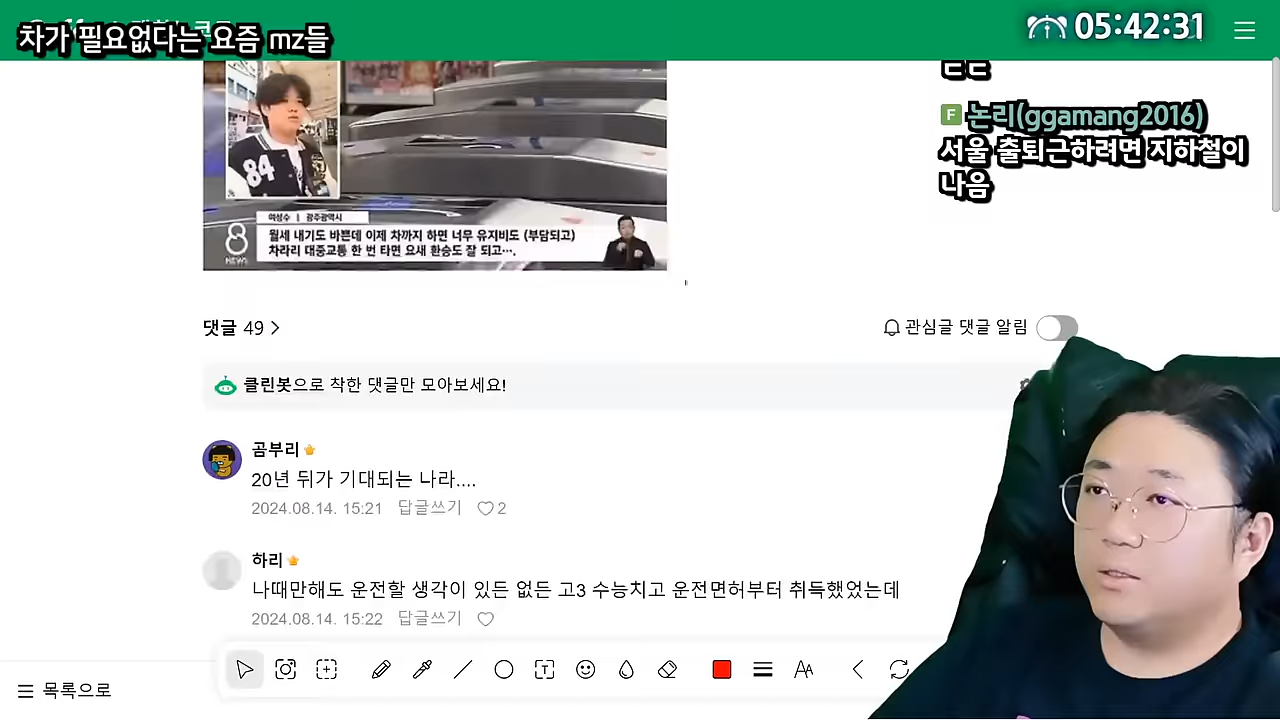 차가 필요없다는 요즘 mz들
05:42:31
ㄷㄷ
F 논리(ggamang2016)
서울 출퇴근하려면 지하철이
나음
84
여성수 | 광주광역시
월세 내기도 바쁜데 이제 차까지 하면 너무 유지비도 (부담되고)
차라리 대중교통 한 번 타면 요새 환승도 잘 되고….
8 NEWS
댓글 49
관심글 댓글 알림
클린봇으로 착한 댓글만 모아보세요!
곰부리
20년 뒤가 기대되는 나라....
2024.08.14. 15:21 답글쓰기 2
하리
나때만해도 운전할 생각이 있든 없든 고3 수능치고 운전면허부터 취득했었는데
2024.08.14. 15:22 답글쓰기
목록으로